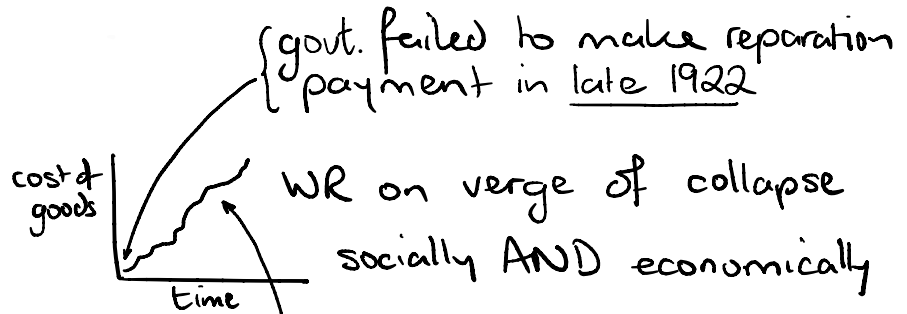 govt. failed to make reparation
payment in late 1922
cost of
goods
WR on verge of collapse
socially AND economically
time